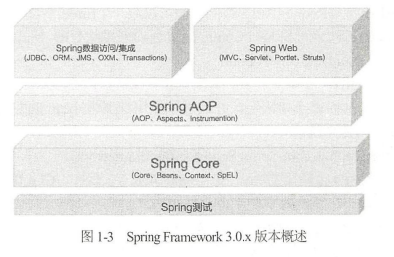 Spring数据访问/集成
(JDBC、ORM、JMS、OXM、Transactions)
Spring Web
(MVC、Servlet、Portlet、Struts)
Spring AOP
(AOP、Aspects、Instrumention)
Spring Core
(Core、Beans、Context、SpEL)
Spring测试
图 1-3 Spring Framework 3.0.x 版本概述